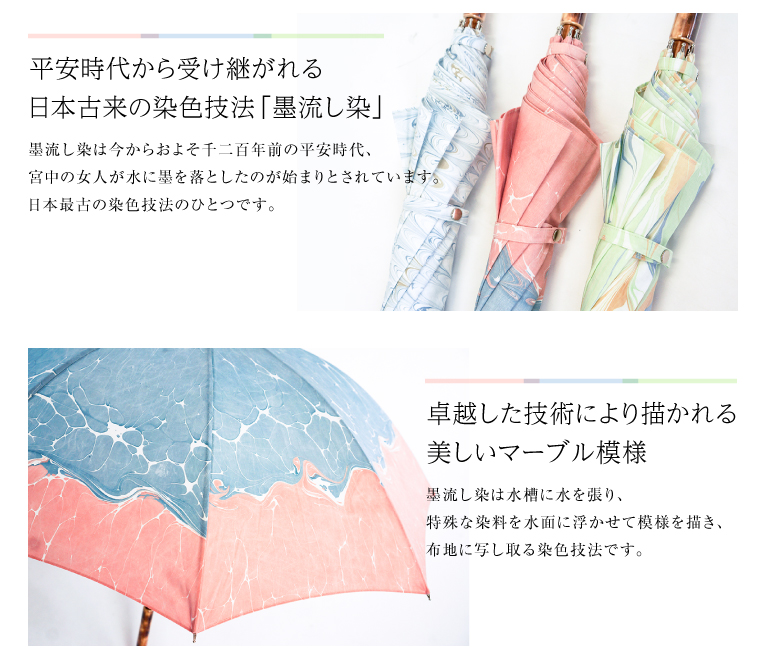 平安時代から受け継がれる
日本古来の染色技法「墨流し染」
墨流し染は今からおよそ千二百年前の平安時代、
宮中の女人が水に墨を落としたのが始まりとされています。
日本最古の染色技法のひとつです。
卓越した技術により描かれる
美しいマーブル模様
墨流し染は水槽に水を張り、
特殊な染料を水面に浮かせて模様を描き、
布地に写し取る染色技法です。